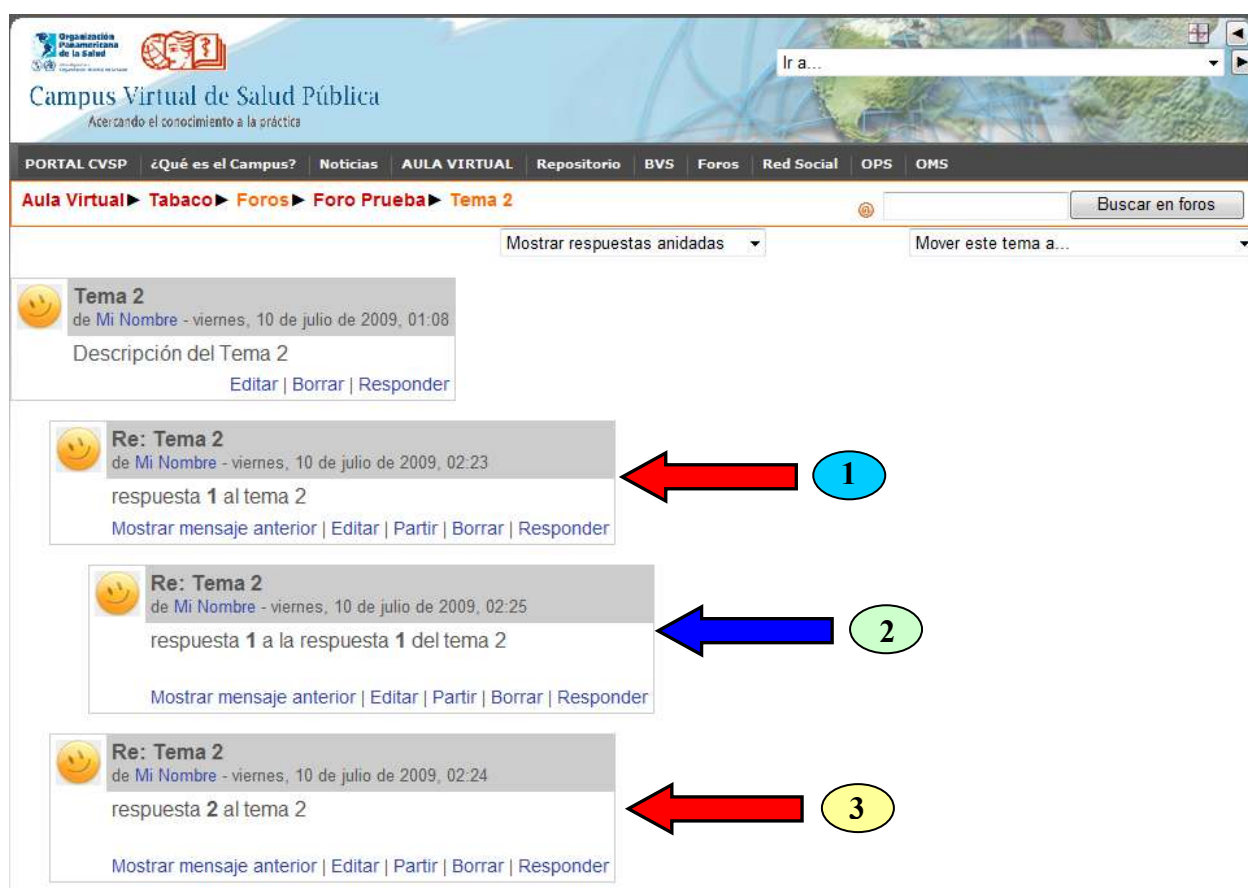 Organización
Panamericana
de la Salud
Ir a...
Campus Virtual de Salud Pública
Acercando el conocimiento a la práctica
PORTAL CVSP ¿Qué es el Campus? Noticias AULA VIRTUAL Repositorio BVS Foros Red Social OPS OMS
Aula Virtual► Tabaco► Foros► Foro Prueba► Tema 2
Buscar en foros
Mostrar respuestas anidadas
Mover este tema a...
Tema 2
de Mi Nombre - viernes, 10 de julio de 2009, 01:08
Descripción del Tema 2
Editar | Borrar | Responder
Re: Tema 2
de Mi Nombre - viernes, 10 de julio de 2009, 02:23
respuesta 1 al tema 2
Mostrar mensaje anterior | Editar | Partir | Borrar | Responder
1
Re: Tema 2
de Mi Nombre - viernes, 10 de julio de 2009, 02:25
respuesta 1 a la respuesta 1 del tema 2
Mostrar mensaje anterior | Editar | Partir | Borrar | Responder
2
Re: Tema 2
de Mi Nombre - viernes, 10 de julio de 2009, 02:24
respuesta 2 al tema 2
Mostrar mensaje anterior | Editar | Partir | Borrar | Responder
3